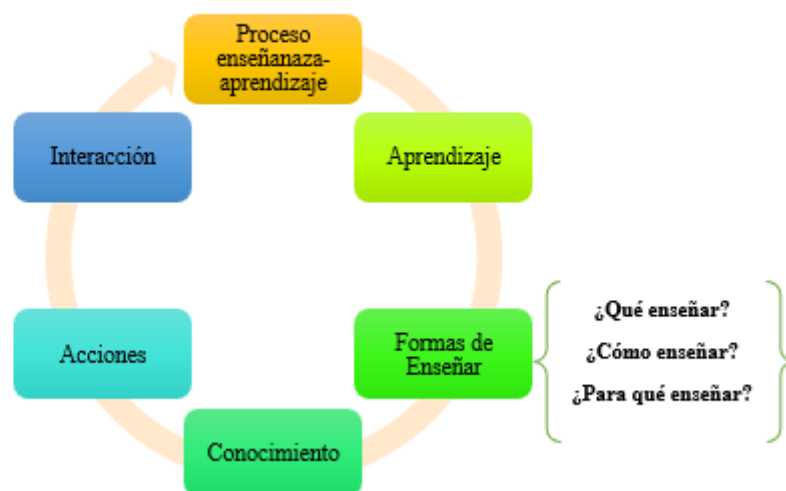 Proceso
enseñanaza-
aprendizaje
Aprendizaje
Formas de
Enseñar
¿Qué enseñar?
¿Cómo enseñar?
¿Para qué enseñar?
Conocimiento
Acciones
Interacción